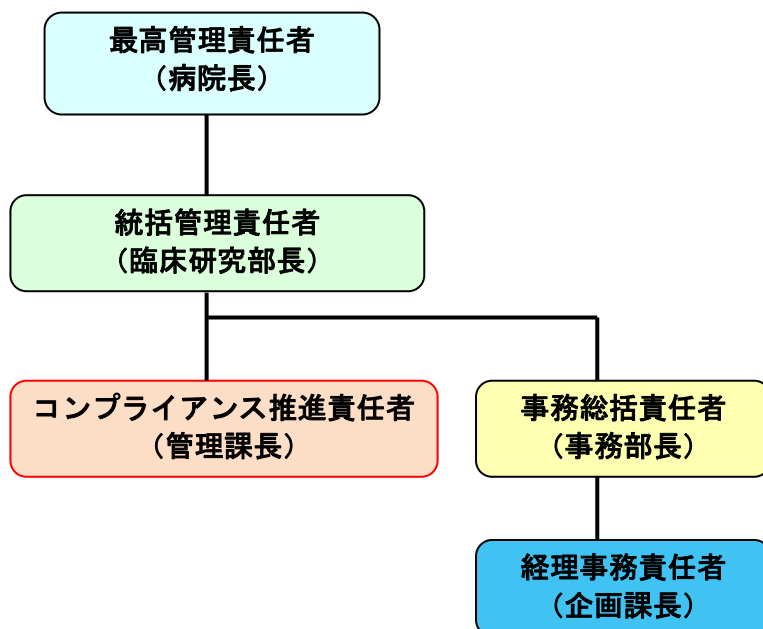 最高管理責任者
（病院長）
統括管理責任者
（臨床研究部長）
コンプライアンス推進責任者
（管理課長）
事務総括責任者
（事務部長）
経理事務責任者
（企画課長）